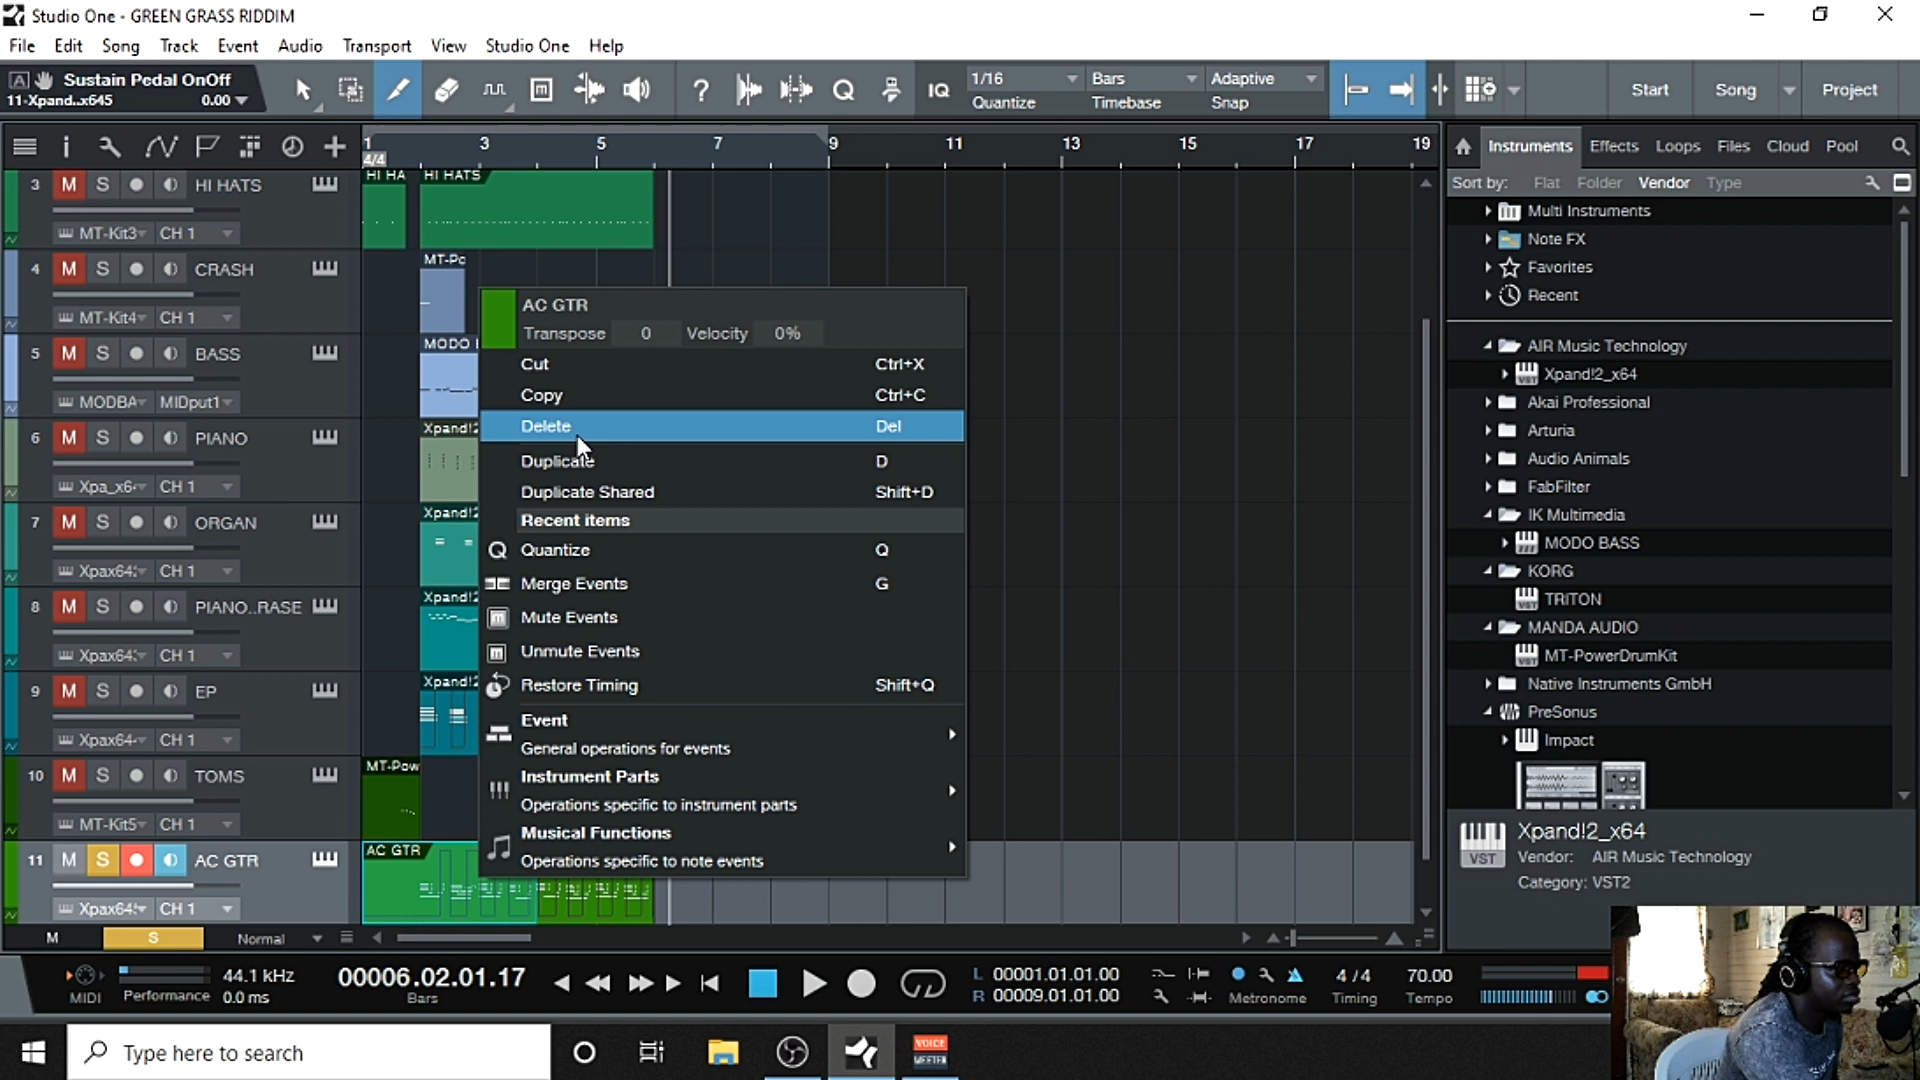 Studio One - GREEN GRASS RIDDIM
File Edit Song Track Event Audio Transport View Studio One Help
A Sustain Pedal OnOff
11-Xpand..x645 0.00
? Q IQ 1/16 Bars Adaptive
Quantize Timebase Snap
Start Song Project
1 3 5 7 9 11 13 15 17 19
4/4
Instruments Effects Loops Files Cloud Pool
Sort by: Flat Folder Vendor Type
3 M S HI HATS
MT-Kit3 CH 1
HI HA HI HATS
4 M S CRASH
MT-Kit4 CH 1
MT-Pc
5 M S BASS
MODBA MIDput1
MODO
6 M S PIANO
Xpa_x6 CH 1
Xpand!2
7 M S ORGAN
Xpax64 CH 1
Xpand!2
8 M S PIANO..RASE
Xpax64 CH 1
Xpand!2
9 M S EP
Xpax64 CH 1
Xpand!2
10 M S TOMS
MT-Kit5 CH 1
MT-Pow
11 M S AC GTR
Xpax64 CH 1
AC GTR
M S Normal
AC GTR
Transpose 0 Velocity 0%
Cut Ctrl+X
Copy Ctrl+C
Delete Del
Duplicate D
Duplicate Shared Shift+D
Recent items
Q Quantize Q
Merge Events G
m Mute Events
m Unmute Events
Restore Timing Shift+Q
Event
General operations for events
Instrument Parts
Operations specific to instrument parts
Musical Functions
Operations specific to note events
Multi Instruments
Note FX
Favorites
Recent
AIR Music Technology
Xpand!2_x64
Akai Professional
Arturia
Audio Animals
FabFilter
IK Multimedia
MODO BASS
KORG
TRITON
MANDA AUDIO
MT-PowerDrumKit
Native Instruments GmbH
PreSonus
Impact
VST
Xpand!2_x64
Vendor: AIR Music Technology
Category: VST2
MIDI Performance 44.1 kHz
0.0 ms
00006.02.01.17
Bars
L 00001.01.01.00
R 00009.01.01.00
Metronome
4 / 4
Timing
70.00
Tempo
Type here to search
VOICE
MEETER